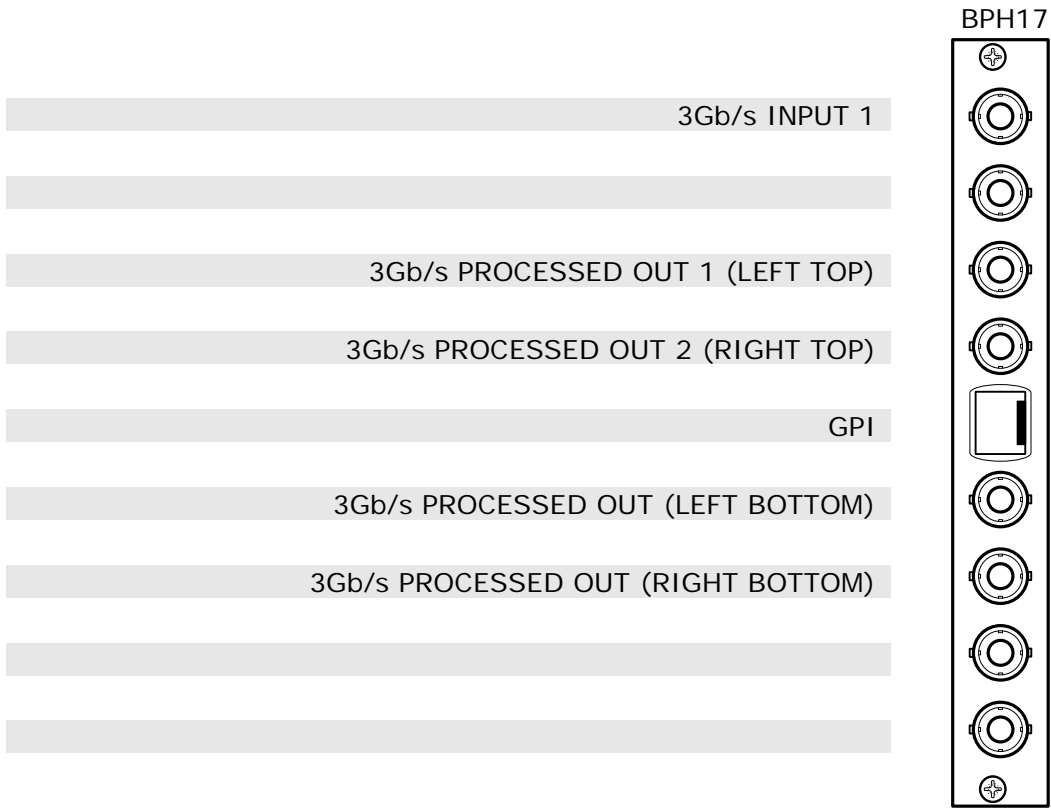 BPH17
3Gb/s INPUT 1
3Gb/s PROCESSED OUT 1 (LEFT TOP)
3Gb/s PROCESSED OUT 2 (RIGHT TOP)
GPI
3Gb/s PROCESSED OUT (LEFT BOTTOM)
3Gb/s PROCESSED OUT (RIGHT BOTTOM)